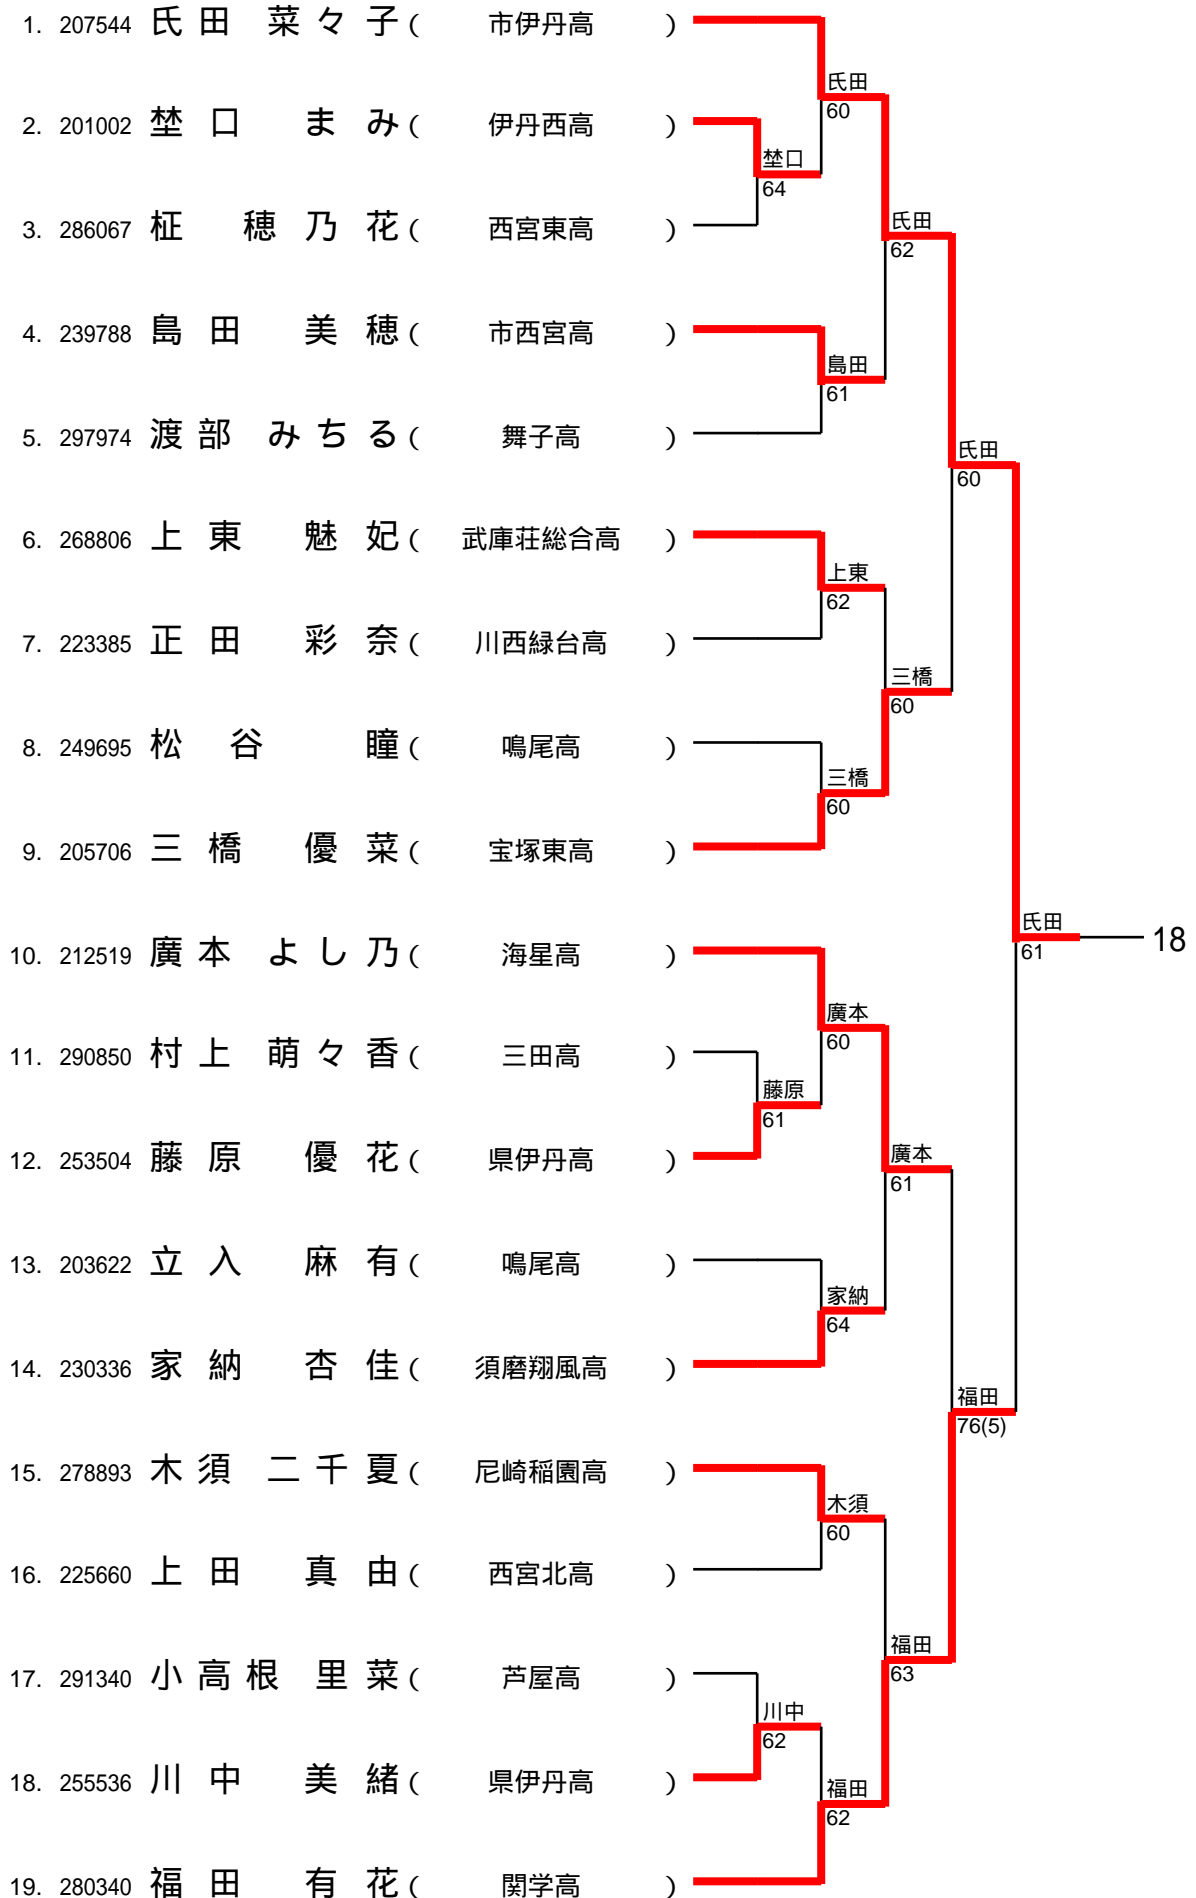 1. 207544 氏田 菜々子 ( 市伊丹高 )
氏田
60
2. 201002 埜口 まみ ( 伊丹西高 )
埜口
64
3. 286067 柾 穂乃花 ( 西宮東高 )
氏田
62
4. 239788 島田 美穂 ( 市西宮高 )
島田
61
5. 297974 渡部 みちる ( 舞子高 )
氏田
60
6. 268806 上東 魅妃 ( 武庫荘総合高 )
上東
62
7. 223385 正田 彩奈 ( 川西緑台高 )
三橋
60
8. 249695 松谷 瞳 ( 鳴尾高 )
三橋
60
9. 205706 三橋 優菜 ( 宝塚東高 )
氏田
61
18
10. 212519 廣本 よし乃 ( 海星高 )
廣本
60
11. 290850 村上 萌々香 ( 三田高 )
藤原
61
12. 253504 藤原 優花 ( 県伊丹高 )
廣本
61
13. 203622 立入 麻有 ( 鳴尾高 )
家納
64
14. 230336 家納 杏佳 ( 須磨翔風高 )
福田
76(5)
15. 278893 木須 二千夏 ( 尼崎稲園高 )
木須
60
16. 225660 上田 真由 ( 西宮北高 )
福田
63
17. 291340 小高根 里菜 ( 芦屋高 )
川中
62
18. 255536 川中 美緒 ( 県伊丹高 )
福田
62
19. 280340 福田 有花 ( 関学高 )